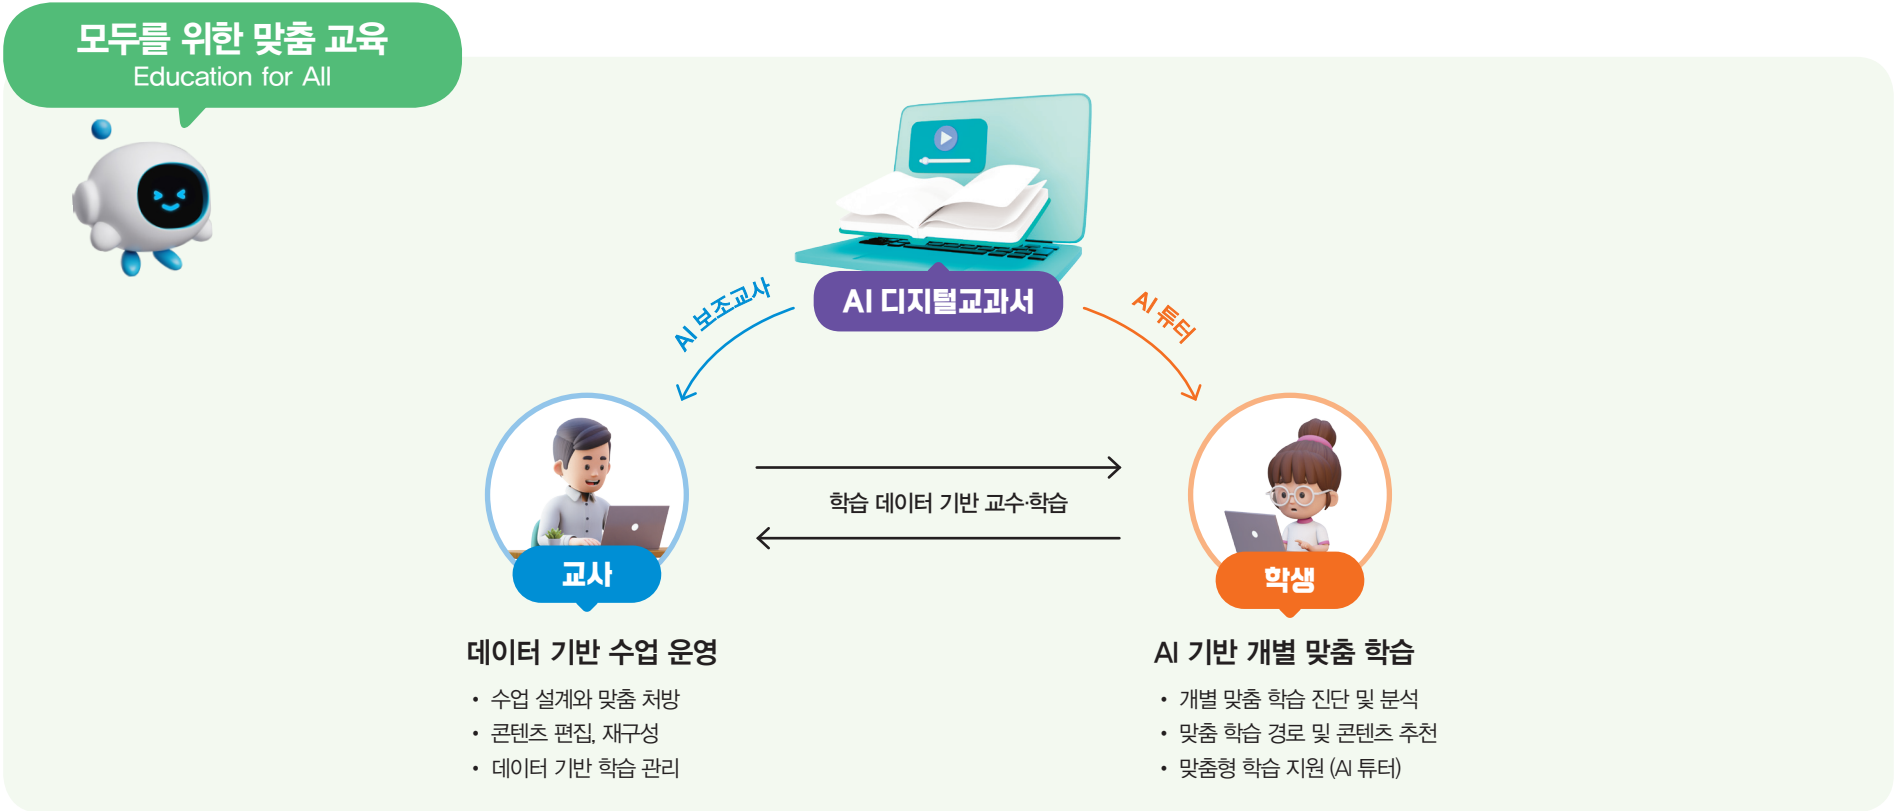 모두를 위한 맞춤 교육
Education for All
AI 디지털교과서
AI 보조교사
AI 튜터
학습 데이터 기반 교수·학습
교사
학생
데이터 기반 수업 운영
• 수업 설계와 맞춤 처방
• 콘텐츠 편집, 재구성
• 데이터 기반 학습 관리
AI 기반 개별 맞춤 학습
• 개별 맞춤 학습 진단 및 분석
• 맞춤 학습 경로 및 콘텐츠 추천
• 맞춤형 학습 지원 (AI 튜터)